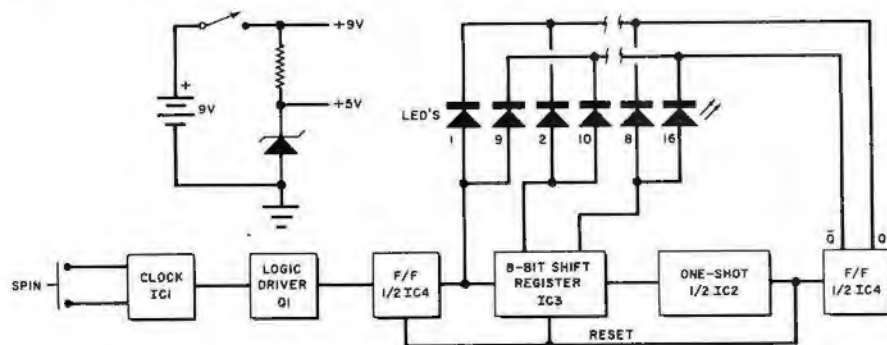 +9V
+
9V
+5V
LED'S
1
9
2
10
8
16
Q̅
Q
SPIN
CLOCK
IC1
LOGIC
DRIVER
Q1
F/F
1/2 IC4
8-BIT SHIFT
REGISTER
IC3
ONE-SHOT
1/2 IC2
F/F
1/2 IC4
RESET